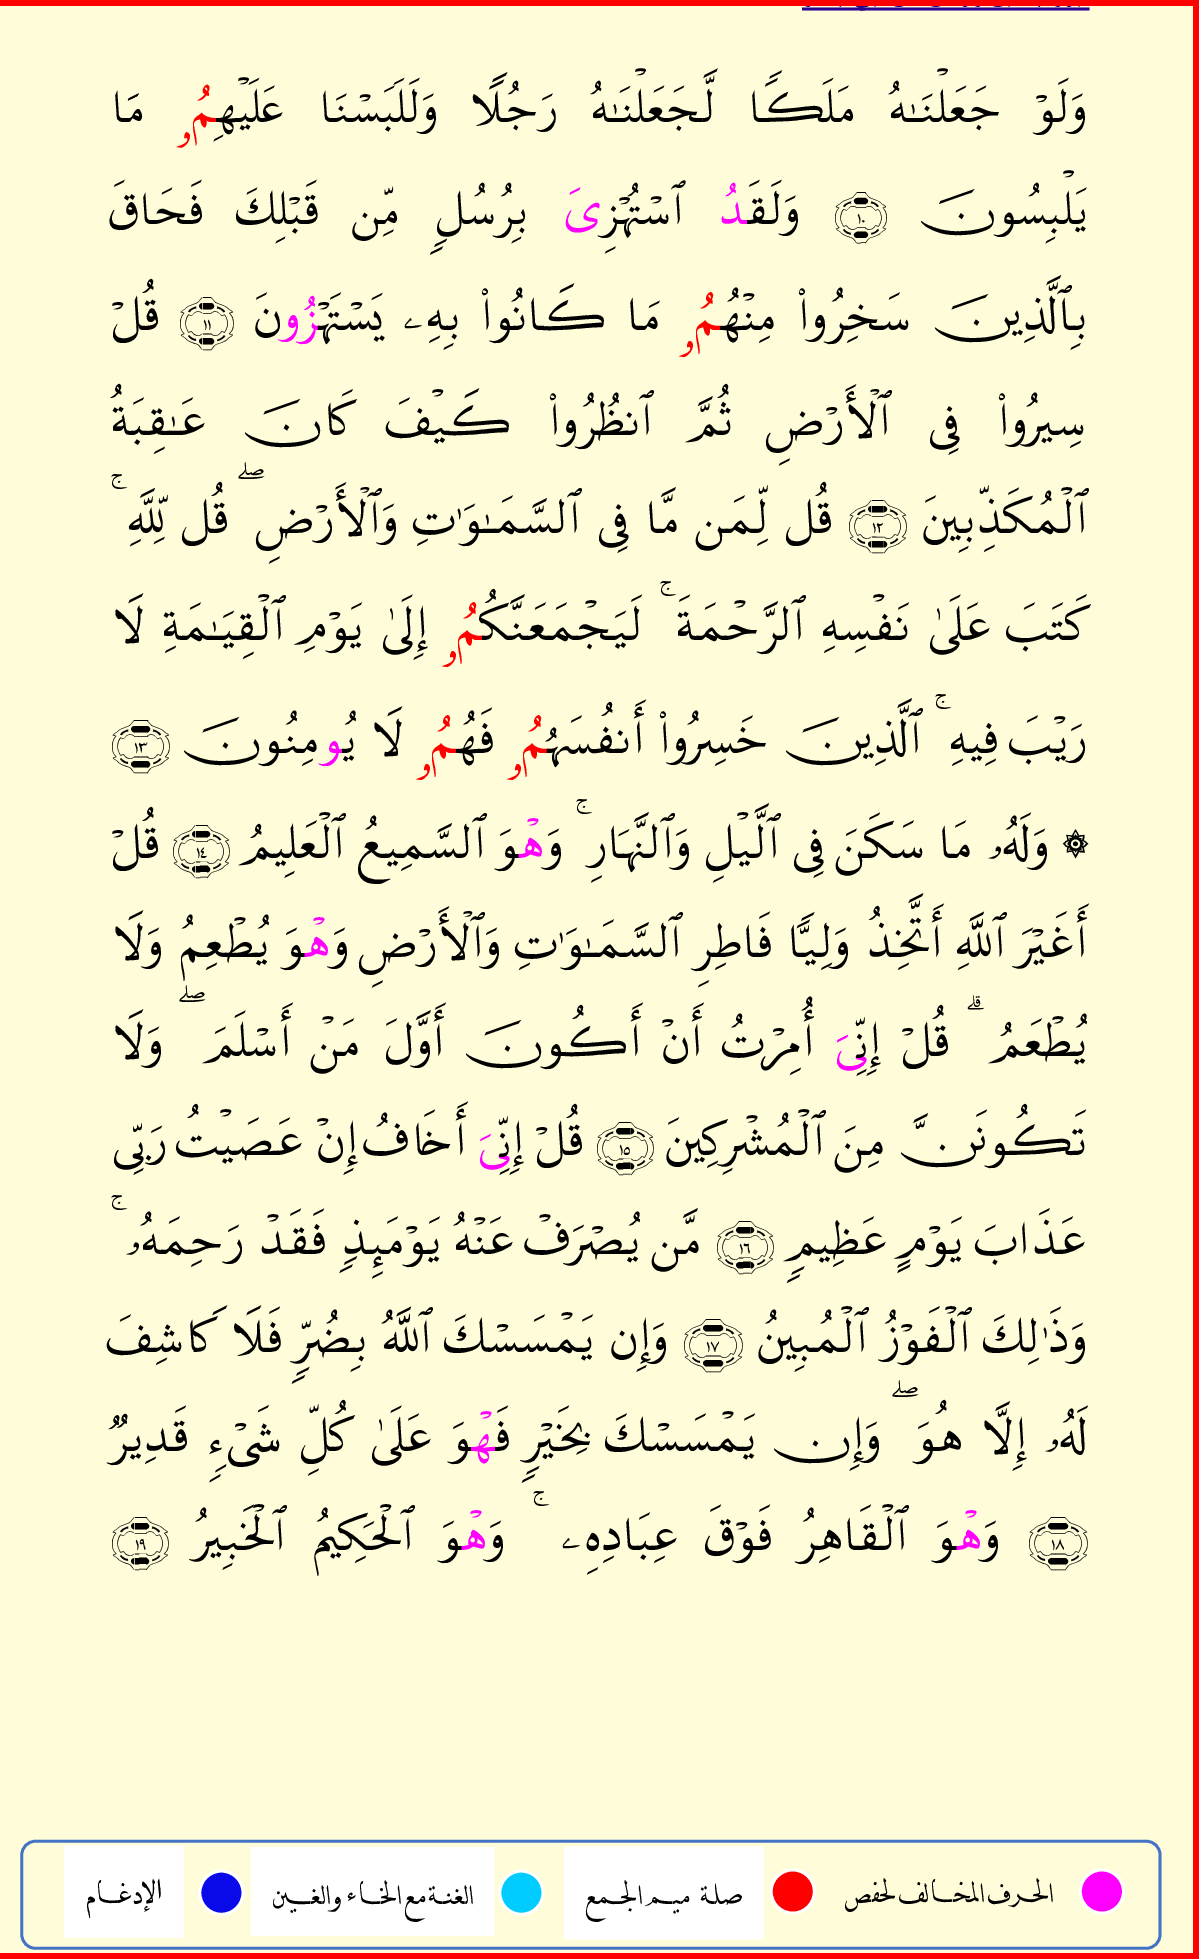 وَلَوۡ جَعَلۡنَٰهُ مَلَكٗا لَّجَعَلۡنَٰهُ رَجُلٗا وَلَلَبَسۡنَا عَلَيۡهِمُۥ مَا
يَلۡبِسُونَ ١٠ وَلَقَدُ ٱسۡتُهۡزِيَ بِرُسُلٖ مِّن قَبۡلِكَ فَحَاقَ
بِٱلَّذِينَ سَخِرُواْ مِنۡهُمُۥ مَا كَانُواْ بِهِۦ يَسۡتَهۡزُونَ ١١ قُلۡ
سِيرُواْ فِي ٱلۡأَرۡضِ ثُمَّ ٱنظُرُواْ كَيۡفَ كَانَ عَٰقِبَةُ
ٱلۡمُكَذِّبِينَ ١٢ قُل لِّمَن مَّا فِي ٱلسَّمَٰوَٰتِ وَٱلۡأَرۡضِۖ قُل لِّلَّهِۚ
كَتَبَ عَلَىٰ نَفۡسِهِ ٱلرَّحۡمَةَۚ لَيَجۡمَعَنَّكُمُۥ إِلَىٰ يَوۡمِ ٱلۡقِيَٰمَةِ لَا
رَيۡبَ فِيهِۚ ٱلَّذِينَ خَسِرُواْ أَنفُسَهُمُۥ فَهُمُۥ لَا يُومِنُونَ ١٣
۞ وَلَهُۥ مَا سَكَنَ فِي ٱلَّيۡلِ وَٱلنَّهَارِۚ وَهۡوَ ٱلسَّمِيعُ ٱلۡعَلِيمُ ١٤ قُلۡ
أَغَيۡرَ ٱللَّهِ أَتَّخِذُ وَلِيّٗا فَاطِرِ ٱلسَّمَٰوَٰتِ وَٱلۡأَرۡضِ وَهۡوَ يُطۡعِمُ وَلَا
يُطۡعَمُۗ قُلۡ إِنِّيَ أُمِرۡتُ أَنۡ أَكُونَ أَوَّلَ مَنۡ أَسۡلَمَۖ وَلَا
تَكُونَنَّ مِنَ ٱلۡمُشۡرِكِينَ ١٥ قُلۡ إِنِّيَ أَخَافُ إِنۡ عَصَيۡتُ رَبِّي
عَذَابَ يَوۡمٍ عَظِيمٖ ١٦ مَّن يُصۡرَفۡ عَنۡهُ يَوۡمَئِذٖ فَقَدۡ رَحِمَهُۥۚ
وَذَٰلِكَ ٱلۡفَوۡزُ ٱلۡمُبِينُ ١٧ وَإِن يَمۡسَسۡكَ ٱللَّهُ بِضُرّٖ فَلَا كَاشِفَ
لَهُۥ إِلَّا هُوَۖ وَإِن يَمۡسَسۡكَ بِخَيۡرٖ فَهۡوَ عَلَىٰ كُلِّ شَيۡءٖ قَدِيرٞ
١٨ وَهۡوَ ٱلۡقَاهِرُ فَوۡقَ عِبَادِهِۦۚ وَهۡوَ ٱلۡحَكِيمُ ٱلۡخَبِيرُ ١٩
الحرف المخالف لحفص صلة ميم الجمع الغنة مع الخاء والغين الإدغام